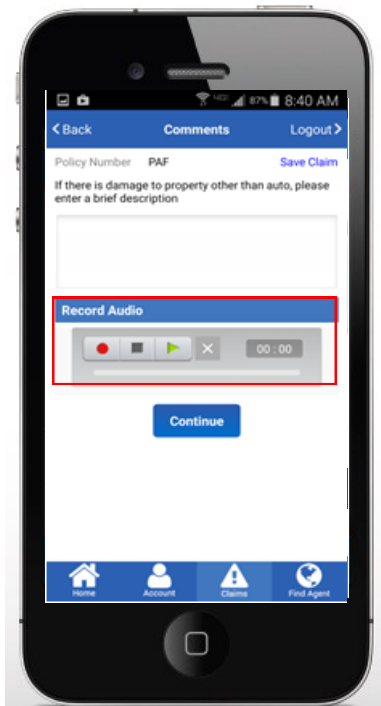 87% 8:40 AM
Back Comments Logout
Policy Number PAF Save Claim
If there is damage to property other than auto, please
enter a brief description
Record Audio
00:00
Continue
Home Account Claims Find Agent